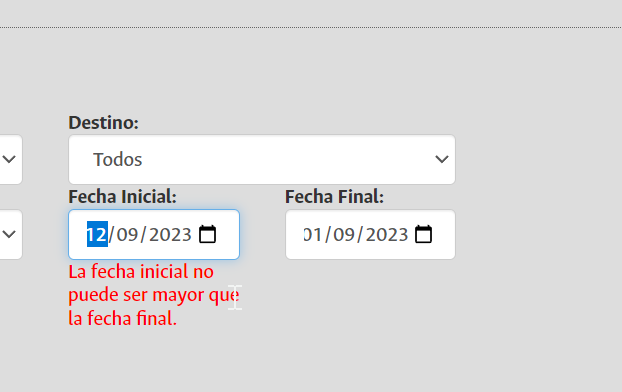 Destino:
Todos
Fecha Inicial: Fecha Final:
12/09/2023 01/09/2023
La fecha inicial no
puede ser mayor que
la fecha final.